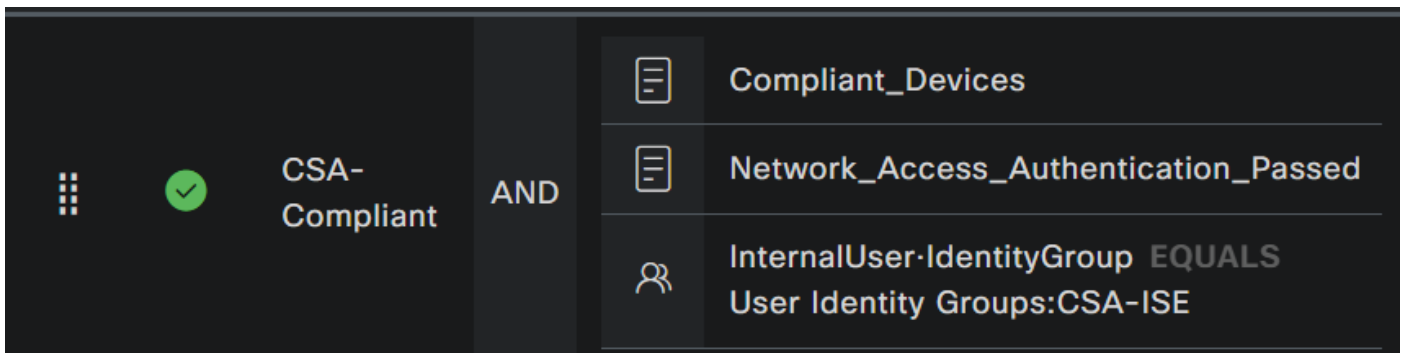 CSA-
Compliant
AND
Compliant_Devices
Network_Access_Authentication_Passed
InternalUser·IdentityGroup EQUALS
User Identity Groups:CSA-ISE